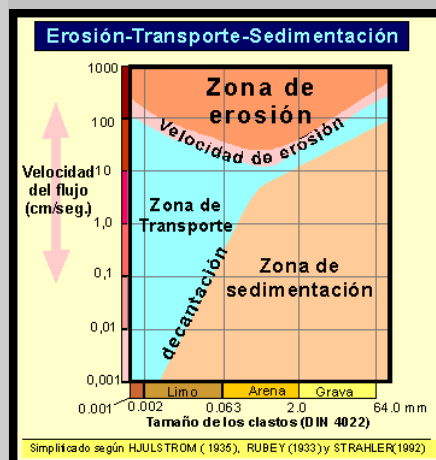 Erosión-Transporte-Sedimentación
1000
100
10
1,0
0,1
0,01
0,001
Velocidad
del flujo
(cm/seg.)
Zona de
erosión
Velocidad de erosión
Zona de
Transporte
decantación
Zona de
sedimentación
Limo
Arena
Grava
0.001
0.002
0.063
2.0
64.0 mm
Tamaño de los clastos (DIN 4022)
Simplificado según HJULSTROM ( 1935), RUBEY (1933) y STRAHLER(1992)